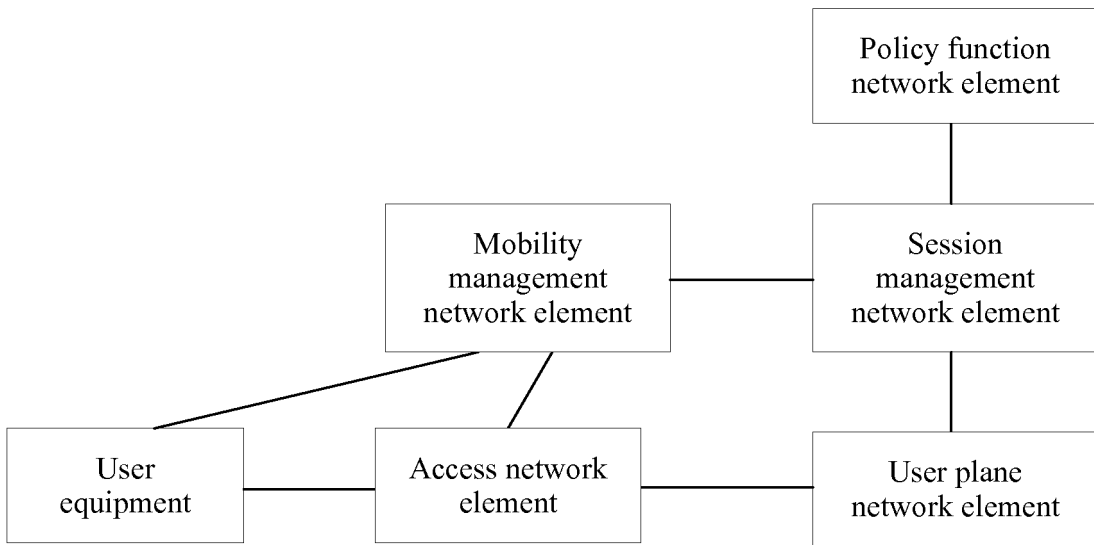 Policy function
network element
Mobility
management
network element
Session
management
network element
User
equipment
Access network
element
User plane
network element